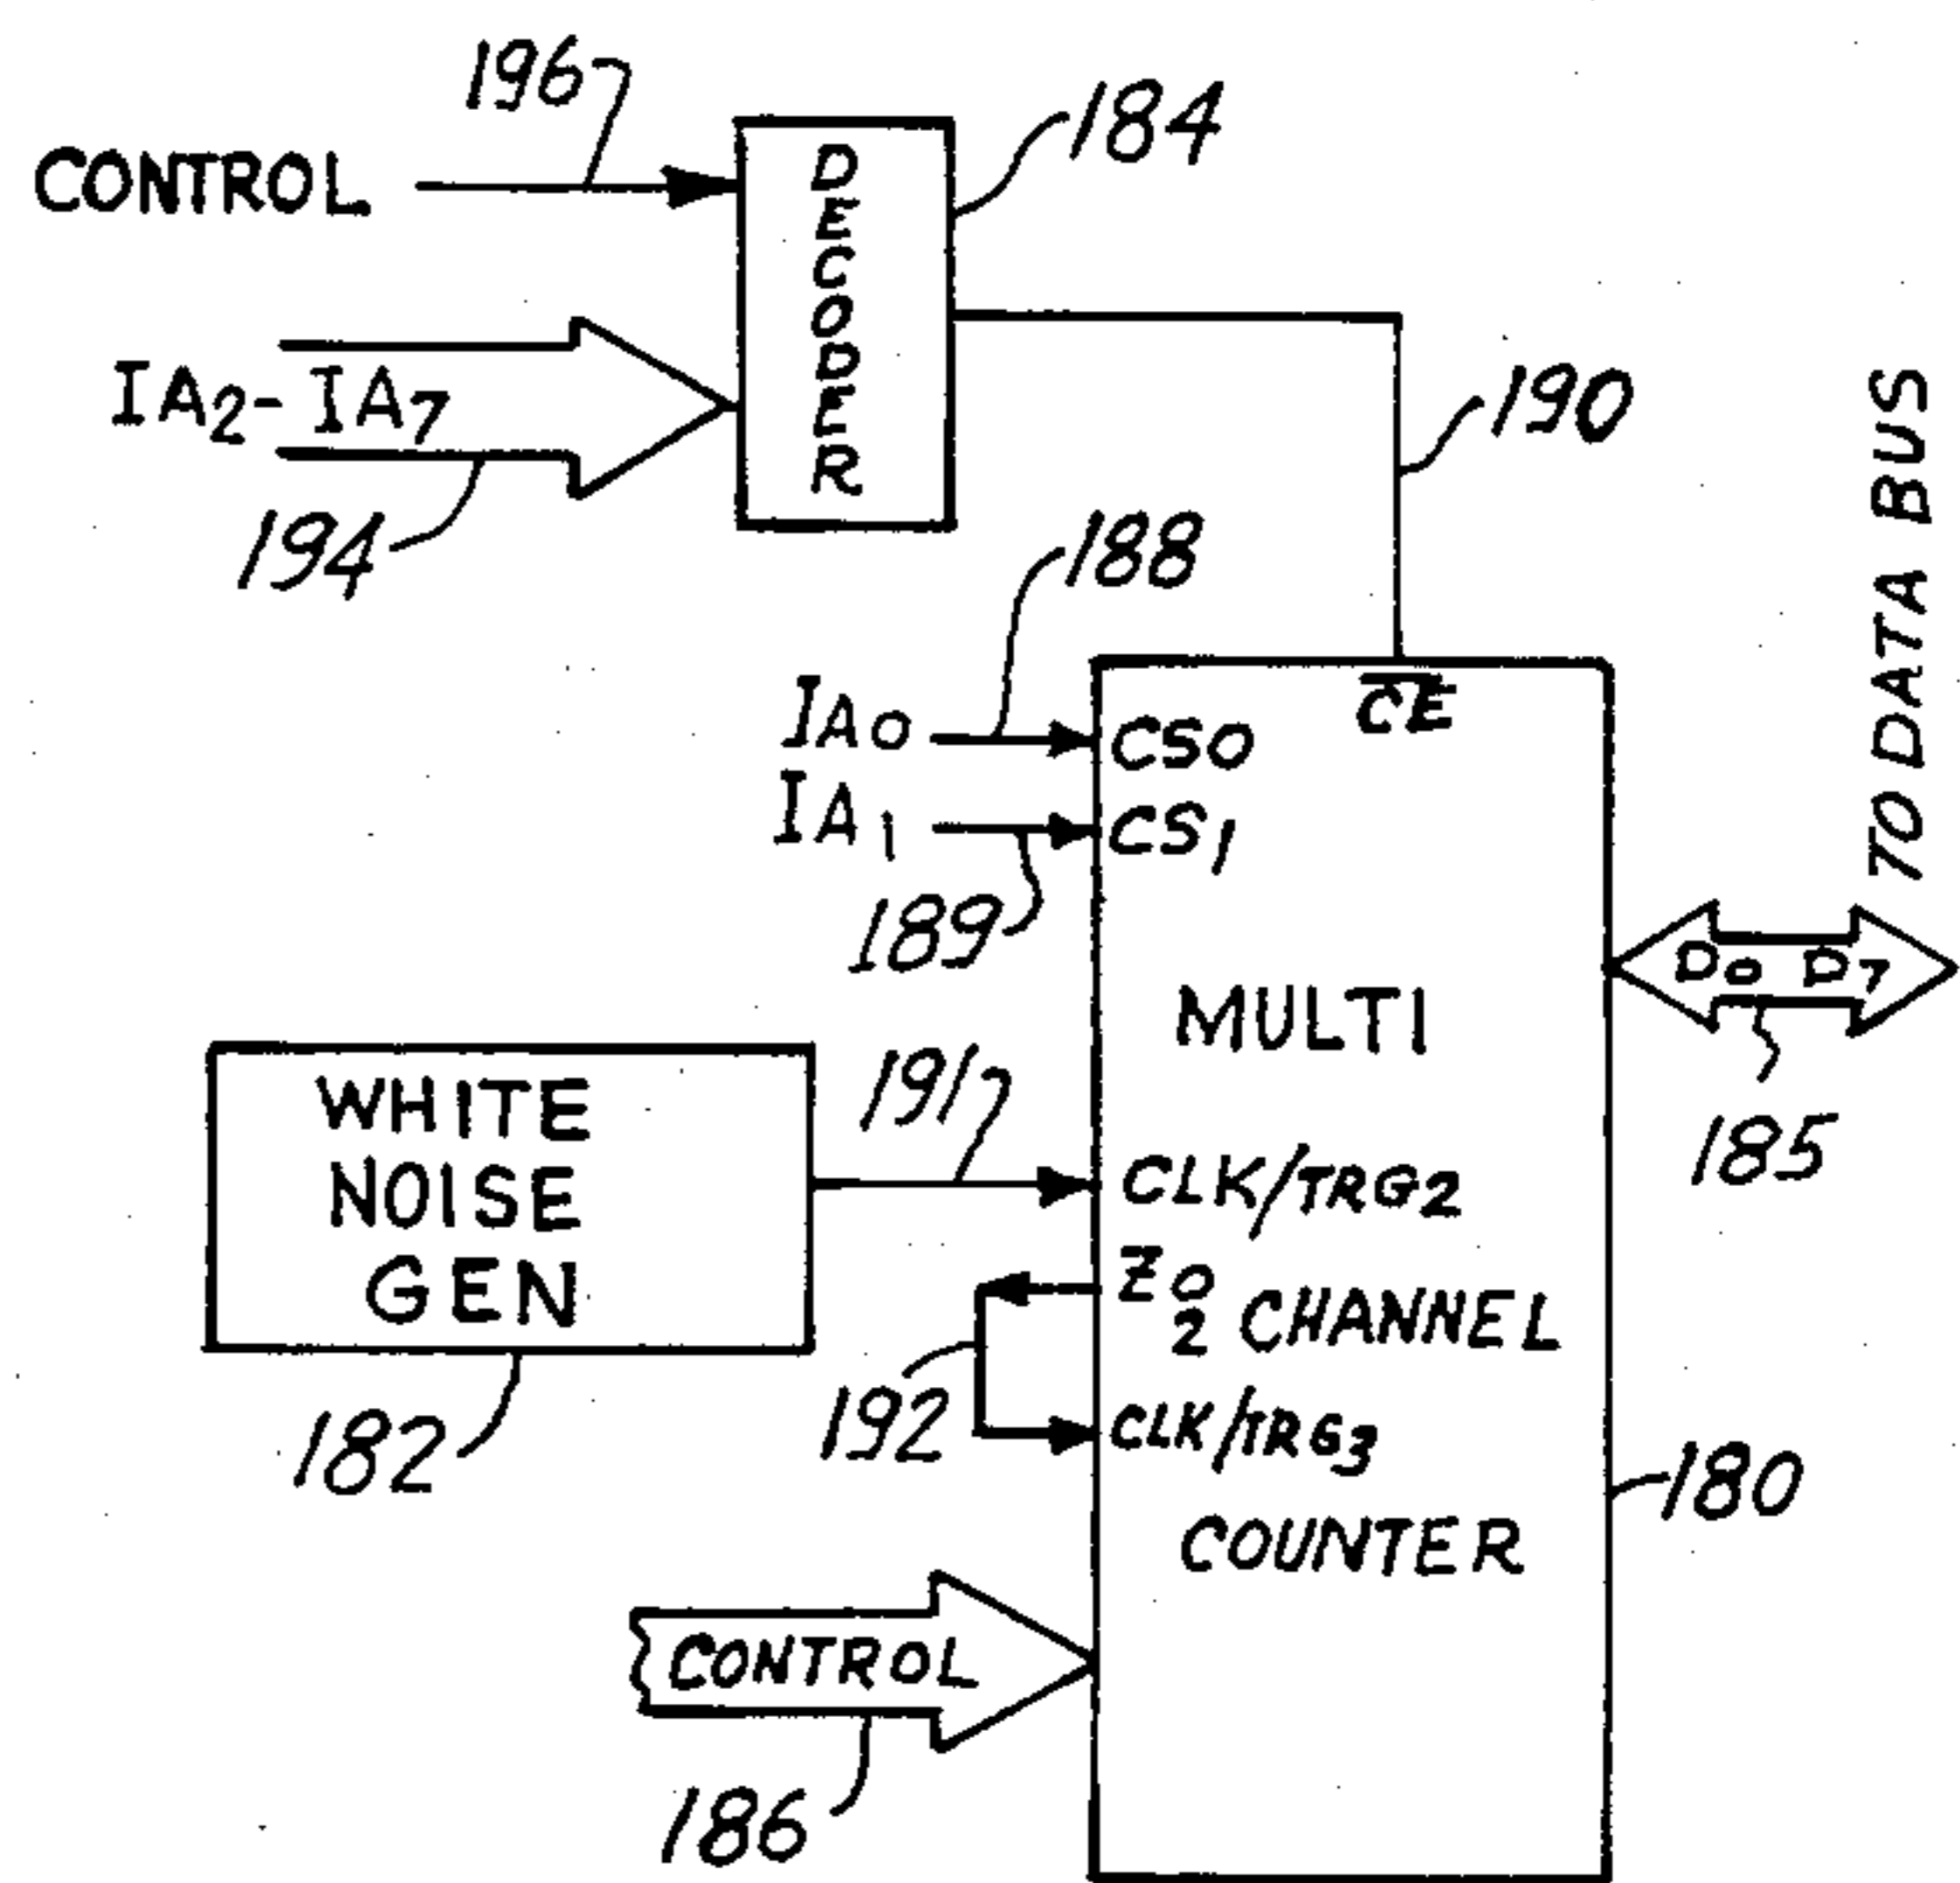 196
184
CONTROL
DECODER
IA2-IA7
194
190
TO DATA BUS
188
CE
IA0
CS0
IA1
CS1
189
D0 D7
185
MULTI
WHITE
NOISE
GEN
191
CLK/TRG2
Z0
2 CHANNEL
192
CLK/TRG3
182
180
COUNTER
CONTROL
186